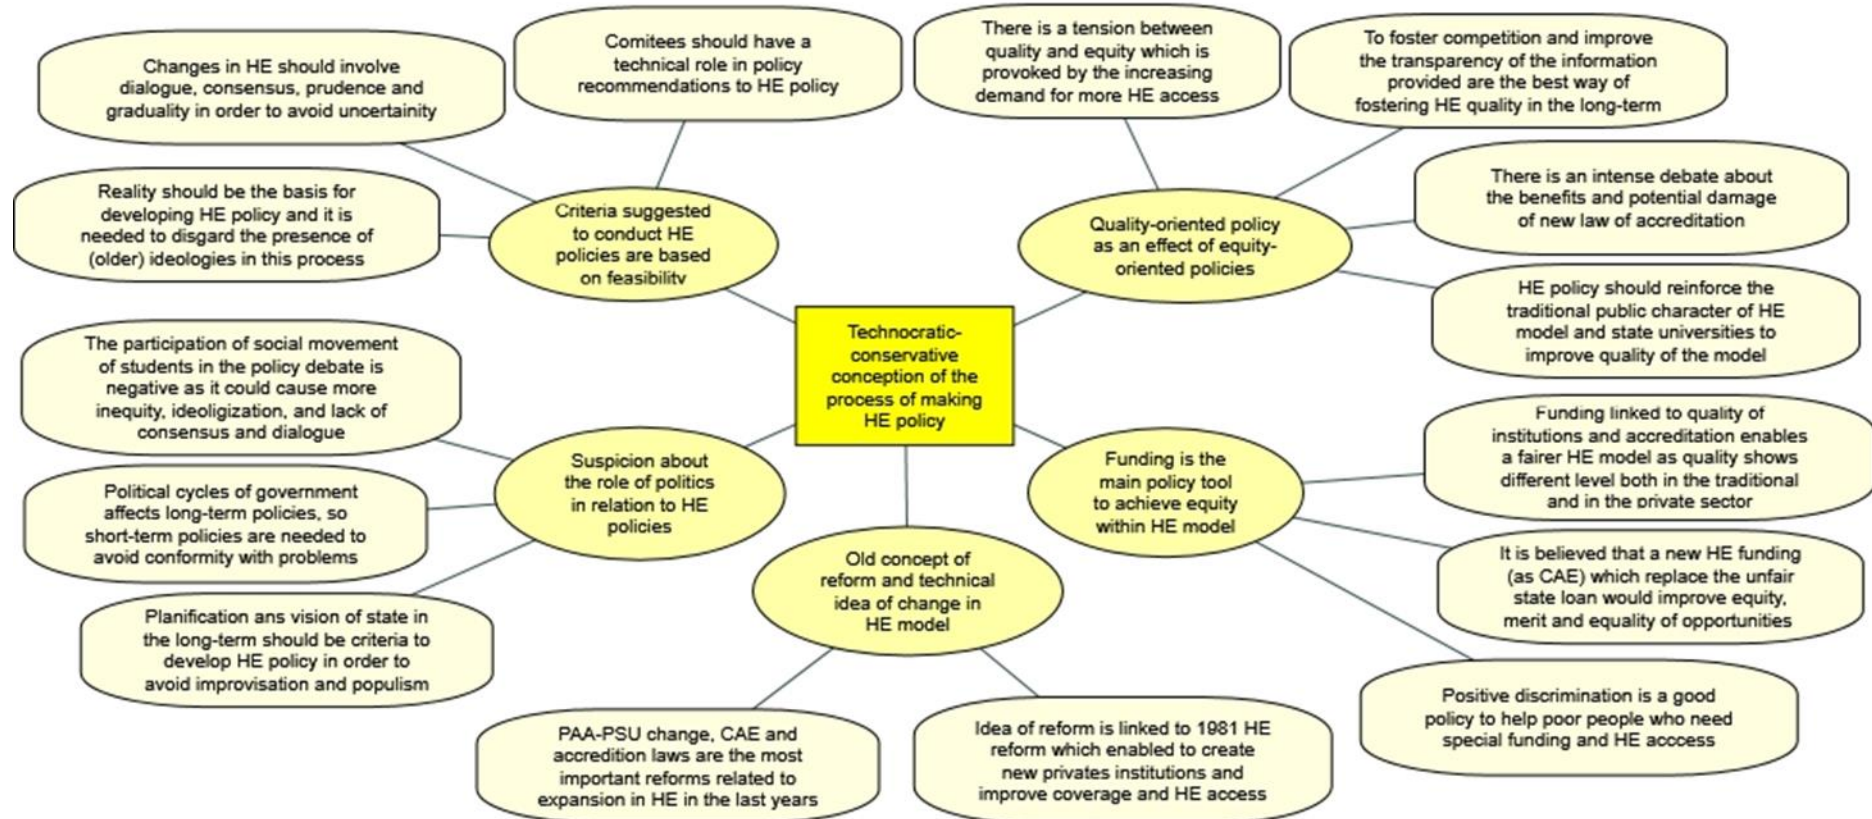 Changes in HE should involve
dialogue, consensus, prudence and
graduality in order to avoid uncertainity
Comitees should have a
technical role in policy
recommendations to HE policy
There is a tension between
quality and equity which is
provoked by the increasing
demand for more HE access
To foster competition and improve
the transparency of the information
provided are the best way of
fostering HE quality in the long-term
Reality should be the basis for
developing HE policy and it is
needed to disgard the presence of
(older) ideologies in this process
Criteria suggested
to conduct HE
policies are based
on feasibility
Quality-oriented policy
as an effect of equity-
oriented policies
There is an intense debate about
the benefits and potential damage
of new law of accreditation
HE policy should reinforce the
traditional public character of HE
model and state universities to
improve quality of the model
Technocratic-
conservative
conception of the
process of making
HE policy
The participation of social movement
of students in the policy debate is
negative as it could cause more
inequity, ideoligization, and lack of
consensus and dialogue
Suspicion about
the role of politics
in relation to HE
policies
Funding is the
main policy tool
to achieve equity
within HE model
Funding linked to quality of
institutions and accreditation enables
a fairer HE model as quality shows
different level both in the traditional
and in the private sector
Political cycles of government
affects long-term policies, so
short-term policies are needed to
avoid conformity with problems
It is believed that a new HE funding
(as CAE) which replace the unfair
state loan would improve equity,
merit and equality of opportunities
Old concept of
reform and technical
idea of change in
HE model
Planification ans vision of state in
the long-term should be criteria to
develop HE policy in order to
avoid improvisation and populism
Positive discrimination is a good
policy to help poor people who need
special funding and HE acccess
PAA-PSU change, CAE and
accredition laws are the most
important reforms related to
expansion in HE in the last years
Idea of reform is linked to 1981 HE
reform which enabled to create
new privates institutions and
improve coverage and HE access